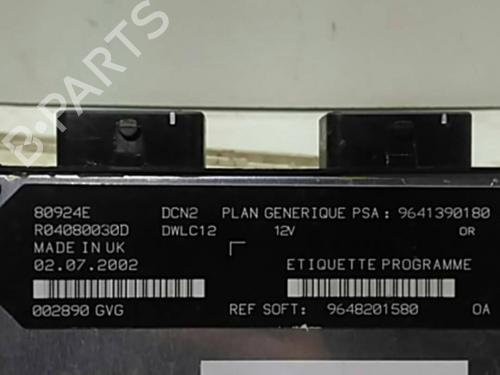 B-PARTS
80924E DCN2 PLAN GENERIQUE PSA : 9641390180
R04080030D DWLC12 12V OR
MADE IN UK
02.07.2002 ETIQUETTE PROGRAMME
002890 GVG REF SOFT: 9648201580 0A